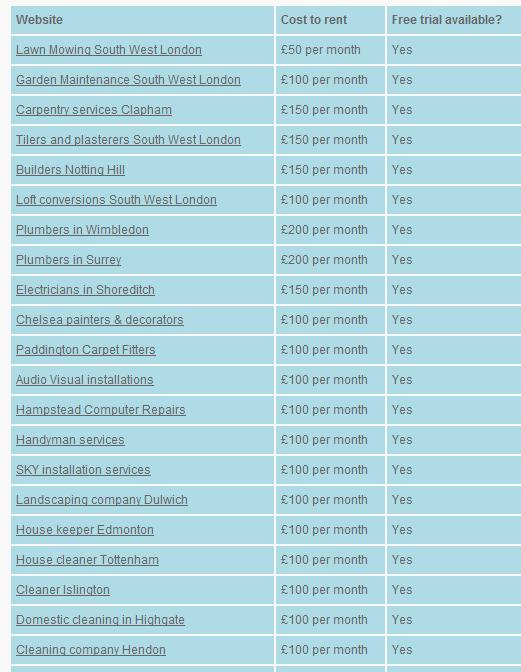 Website Cost to rent Free trial available?
Lawn Mowing South West London £50 per month Yes
Garden Maintenance South West London £100 per month Yes
Carpentry services Clapham £150 per month Yes
Tilers and plasterers South West London £150 per month Yes
Builders Notting Hill £150 per month Yes
Loft conversions South West London £100 per month Yes
Plumbers in Wimbledon £200 per month Yes
Plumbers in Surrey £200 per month Yes
Electricians in Shoreditch £150 per month Yes
Chelsea painters & decorators £100 per month Yes
Paddington Carpet Fitters £100 per month Yes
Audio Visual installations £100 per month Yes
Hampstead Computer Repairs £100 per month Yes
Handyman services £100 per month Yes
SKY installation services £100 per month Yes
Landscaping company Dulwich £100 per month Yes
House keeper Edmonton £100 per month Yes
House cleaner Tottenham £100 per month Yes
Cleaner Islington £100 per month Yes
Domestic cleaning in Highgate £100 per month Yes
Cleaning company Hendon £100 per month Yes